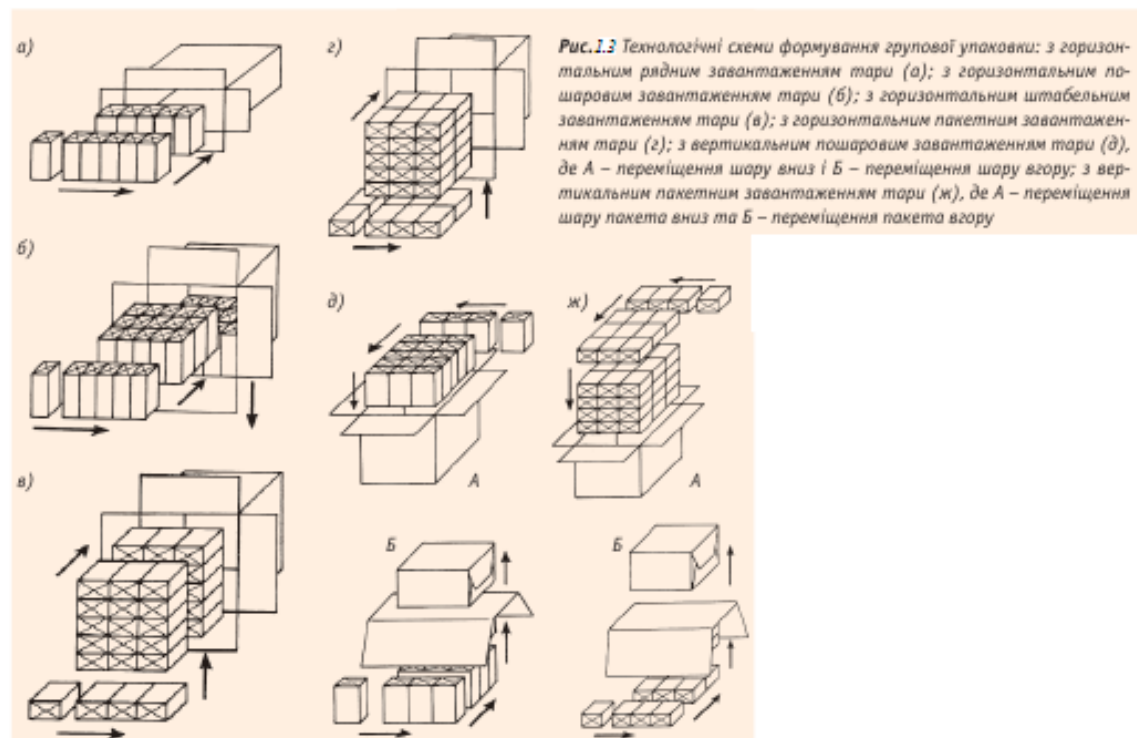 а)
г)
Рис.1.3 Технологічні схеми формування групової упаковки: з горизон-
тальним рядним завантаженням тари (а); з горизонтальним по-
шаровим завантаженням тари (б); з горизонтальним штабельним
завантаженням тари (в); з горизонтальним пакетним завантажен-
ням тари (г); з вертикальним пошаровим завантаженням тари (д),
де А – переміщення шару вниз і Б – переміщення шару вгору; з вер-
тикальним пакетним завантаженням тари (ж), де А – переміщення
шару пакета вниз та Б – переміщення пакета вгору
б)
д)
ж)
в)
А
А
Б
Б